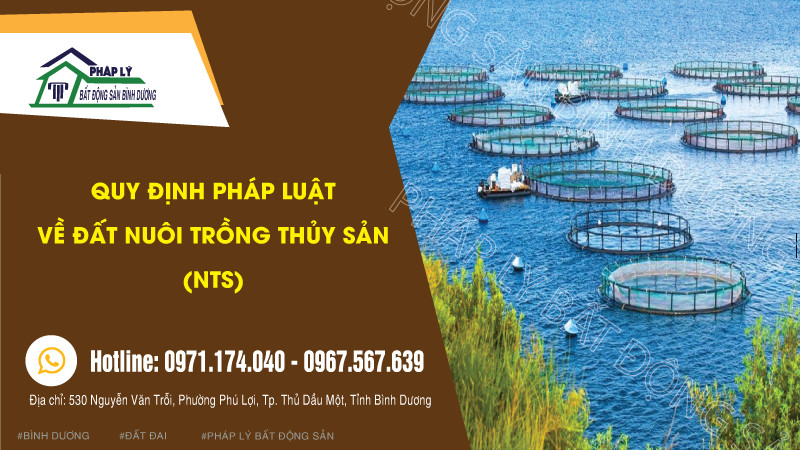 PHÁP LÝ
BẤT ĐỘNG SẢN BÌNH DƯƠNG
QUY ĐỊNH PHÁP LUẬT
VỀ ĐẤT NUÔI TRỒNG THỦY SẢN
(NTS)
Hotline: 0971.174.040 - 0967.567.639
Địa chỉ: 530 Nguyễn Văn Trỗi, Phường Phú Lợi, Tp. Thủ Dầu Một, Tỉnh Bình Dương
#BÌNH DƯƠNG #ĐẤT ĐAI #PHÁP LÝ BẤT ĐỘNG SẢN